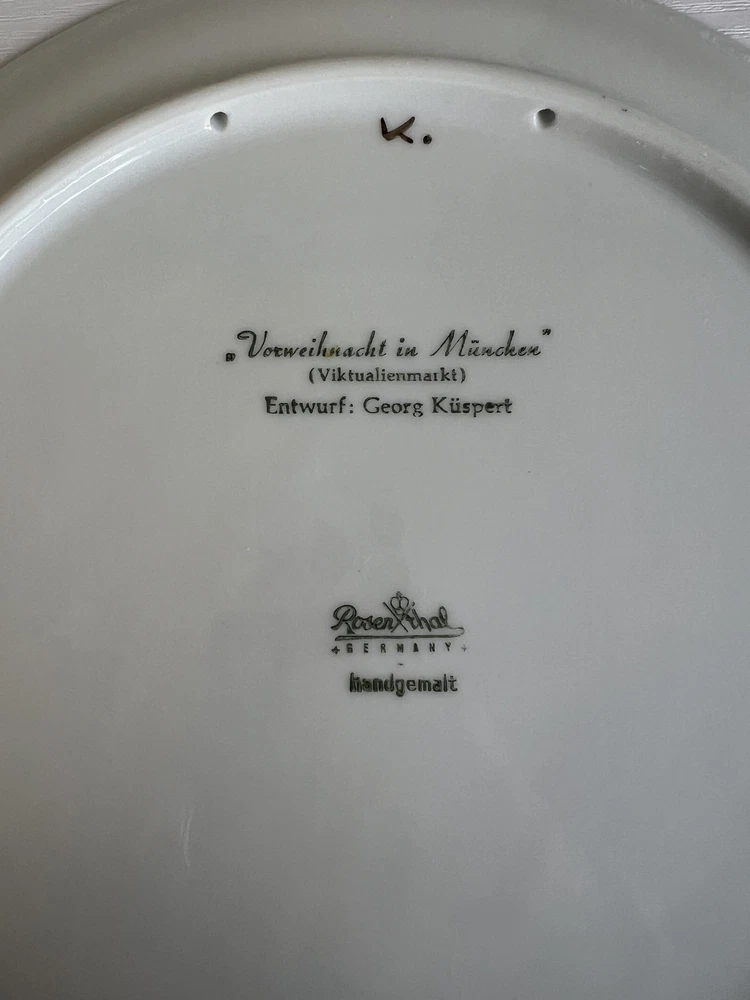 K.
„Vorweihnacht in München"
(Viktualienmarkt)
Entwurf: Georg Küspert
Rosenthal
GERMANY
handgemalt